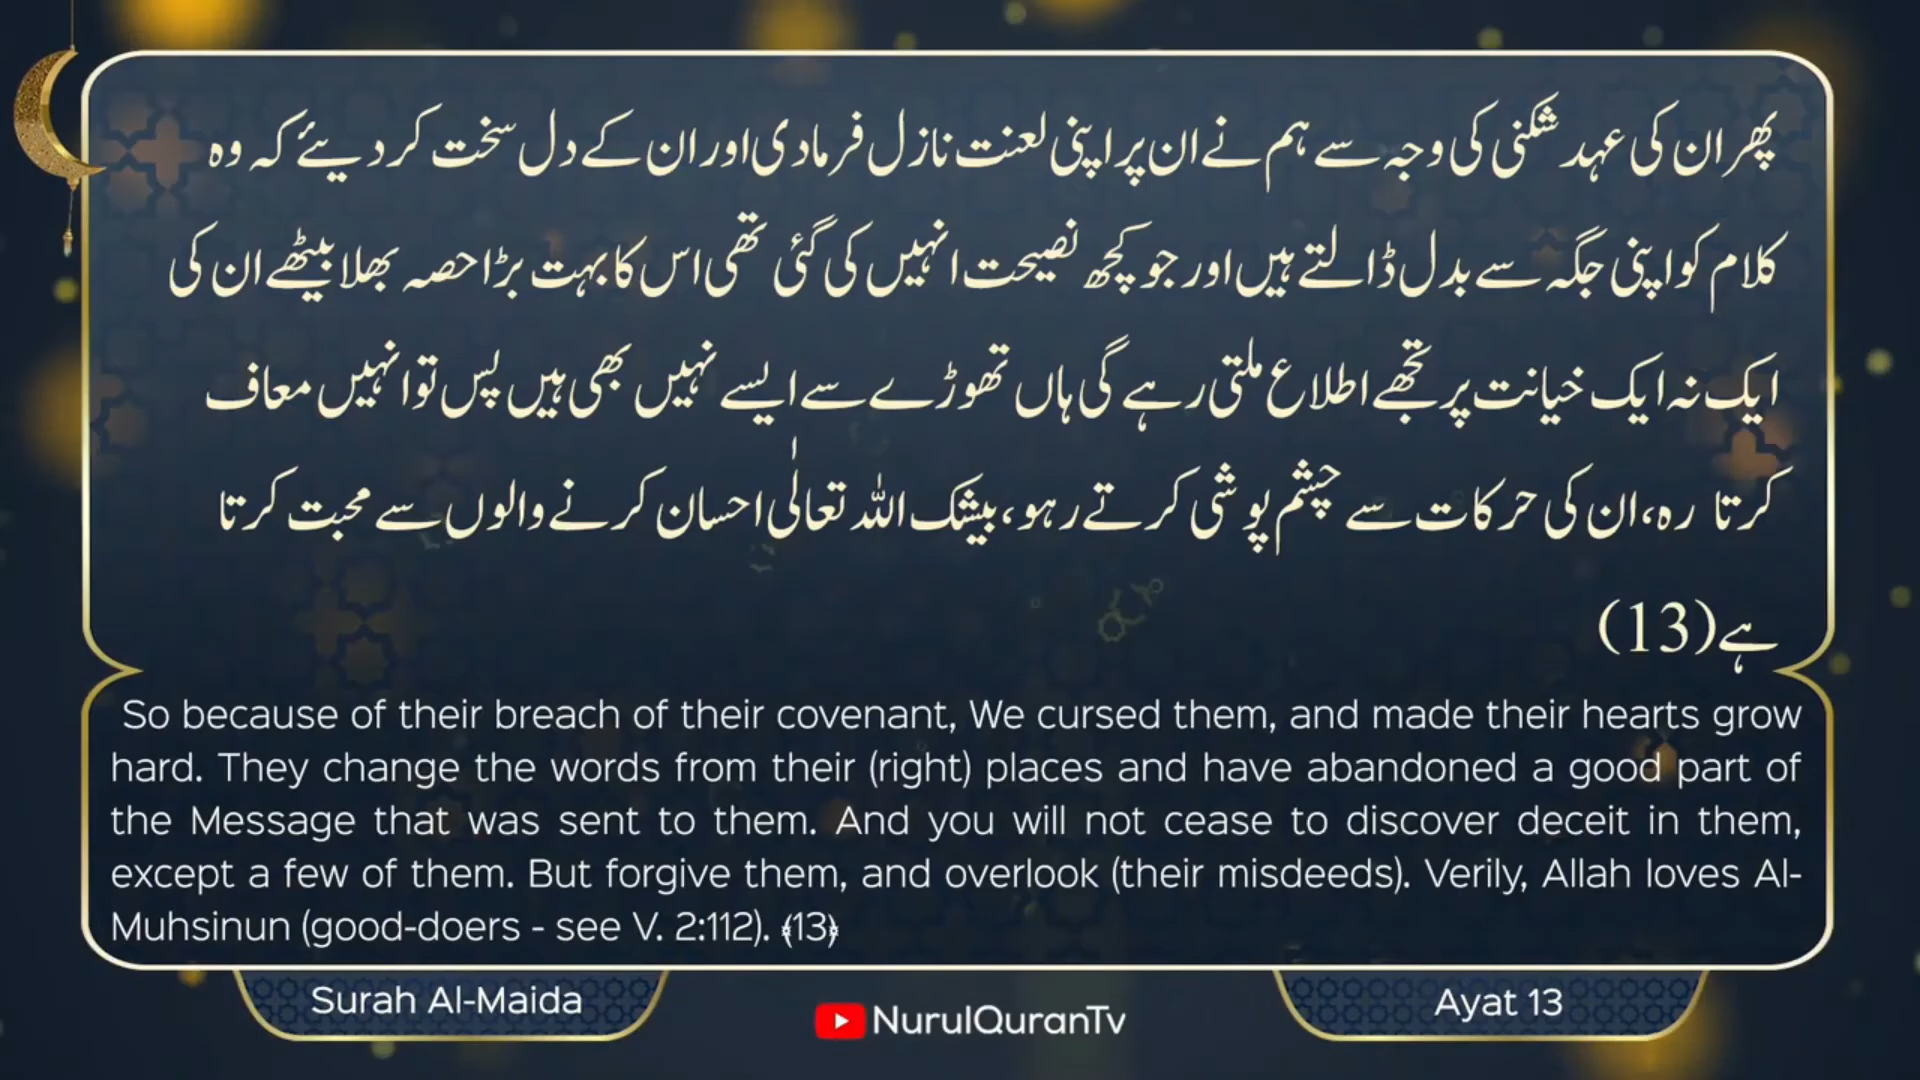 پھر ان کی عہد شکنی کی وجہ سے ہم نے ان پر اپنی لعنت نازل فرمادی اور ان کے دل سخت کر دیئے کہ وہ
کلام کو اپنی جگہ سے بدل ڈالتے ہیں اور جو کچھ نصیحت انہیں کی گئی تھی اس کا بہت بڑا حصہ بھلا بیٹھے ان کی
ایک نہ ایک خیانت پر تجھے اطلاع ملتی رہے گی ہاں تھوڑے سے ایسے نہیں بھی ہیں پس تو انہیں معاف
کرتا رہ، ان کی حرکات سے چشم پوشی کرتے رہو، بیشک اللہ تعالٰی احسان کرنے والوں سے محبت کرتا
ہے(13)
So because of their breach of their covenant, We cursed them, and made their hearts grow
hard. They change the words from their (right) places and have abandoned a good part of
the Message that was sent to them. And you will not cease to discover deceit in them,
except a few of them. But forgive them, and overlook (their misdeeds). Verily, Allah loves Al-
Muhsinun (good-doers - see V. 2:112). ﴾13﴿
Surah Al-Maida
NurulQuranTv
Ayat 13